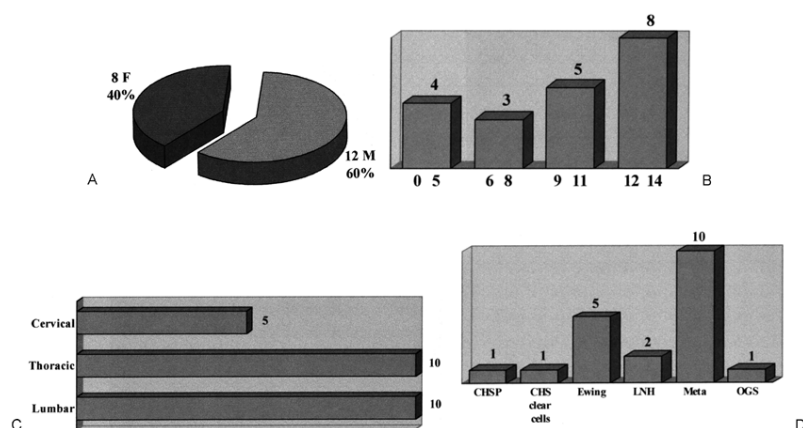 8 F
40%
12 M
60%
A
4
3
5
8
0 5
6 8
9 11
12 14
B
Cervical
5
Thoracic
10
Lumbar
10
C
1
1
5
2
10
1
CHSP
CHS
clear
cells
Ewing
LNH
Meta
OGS
D